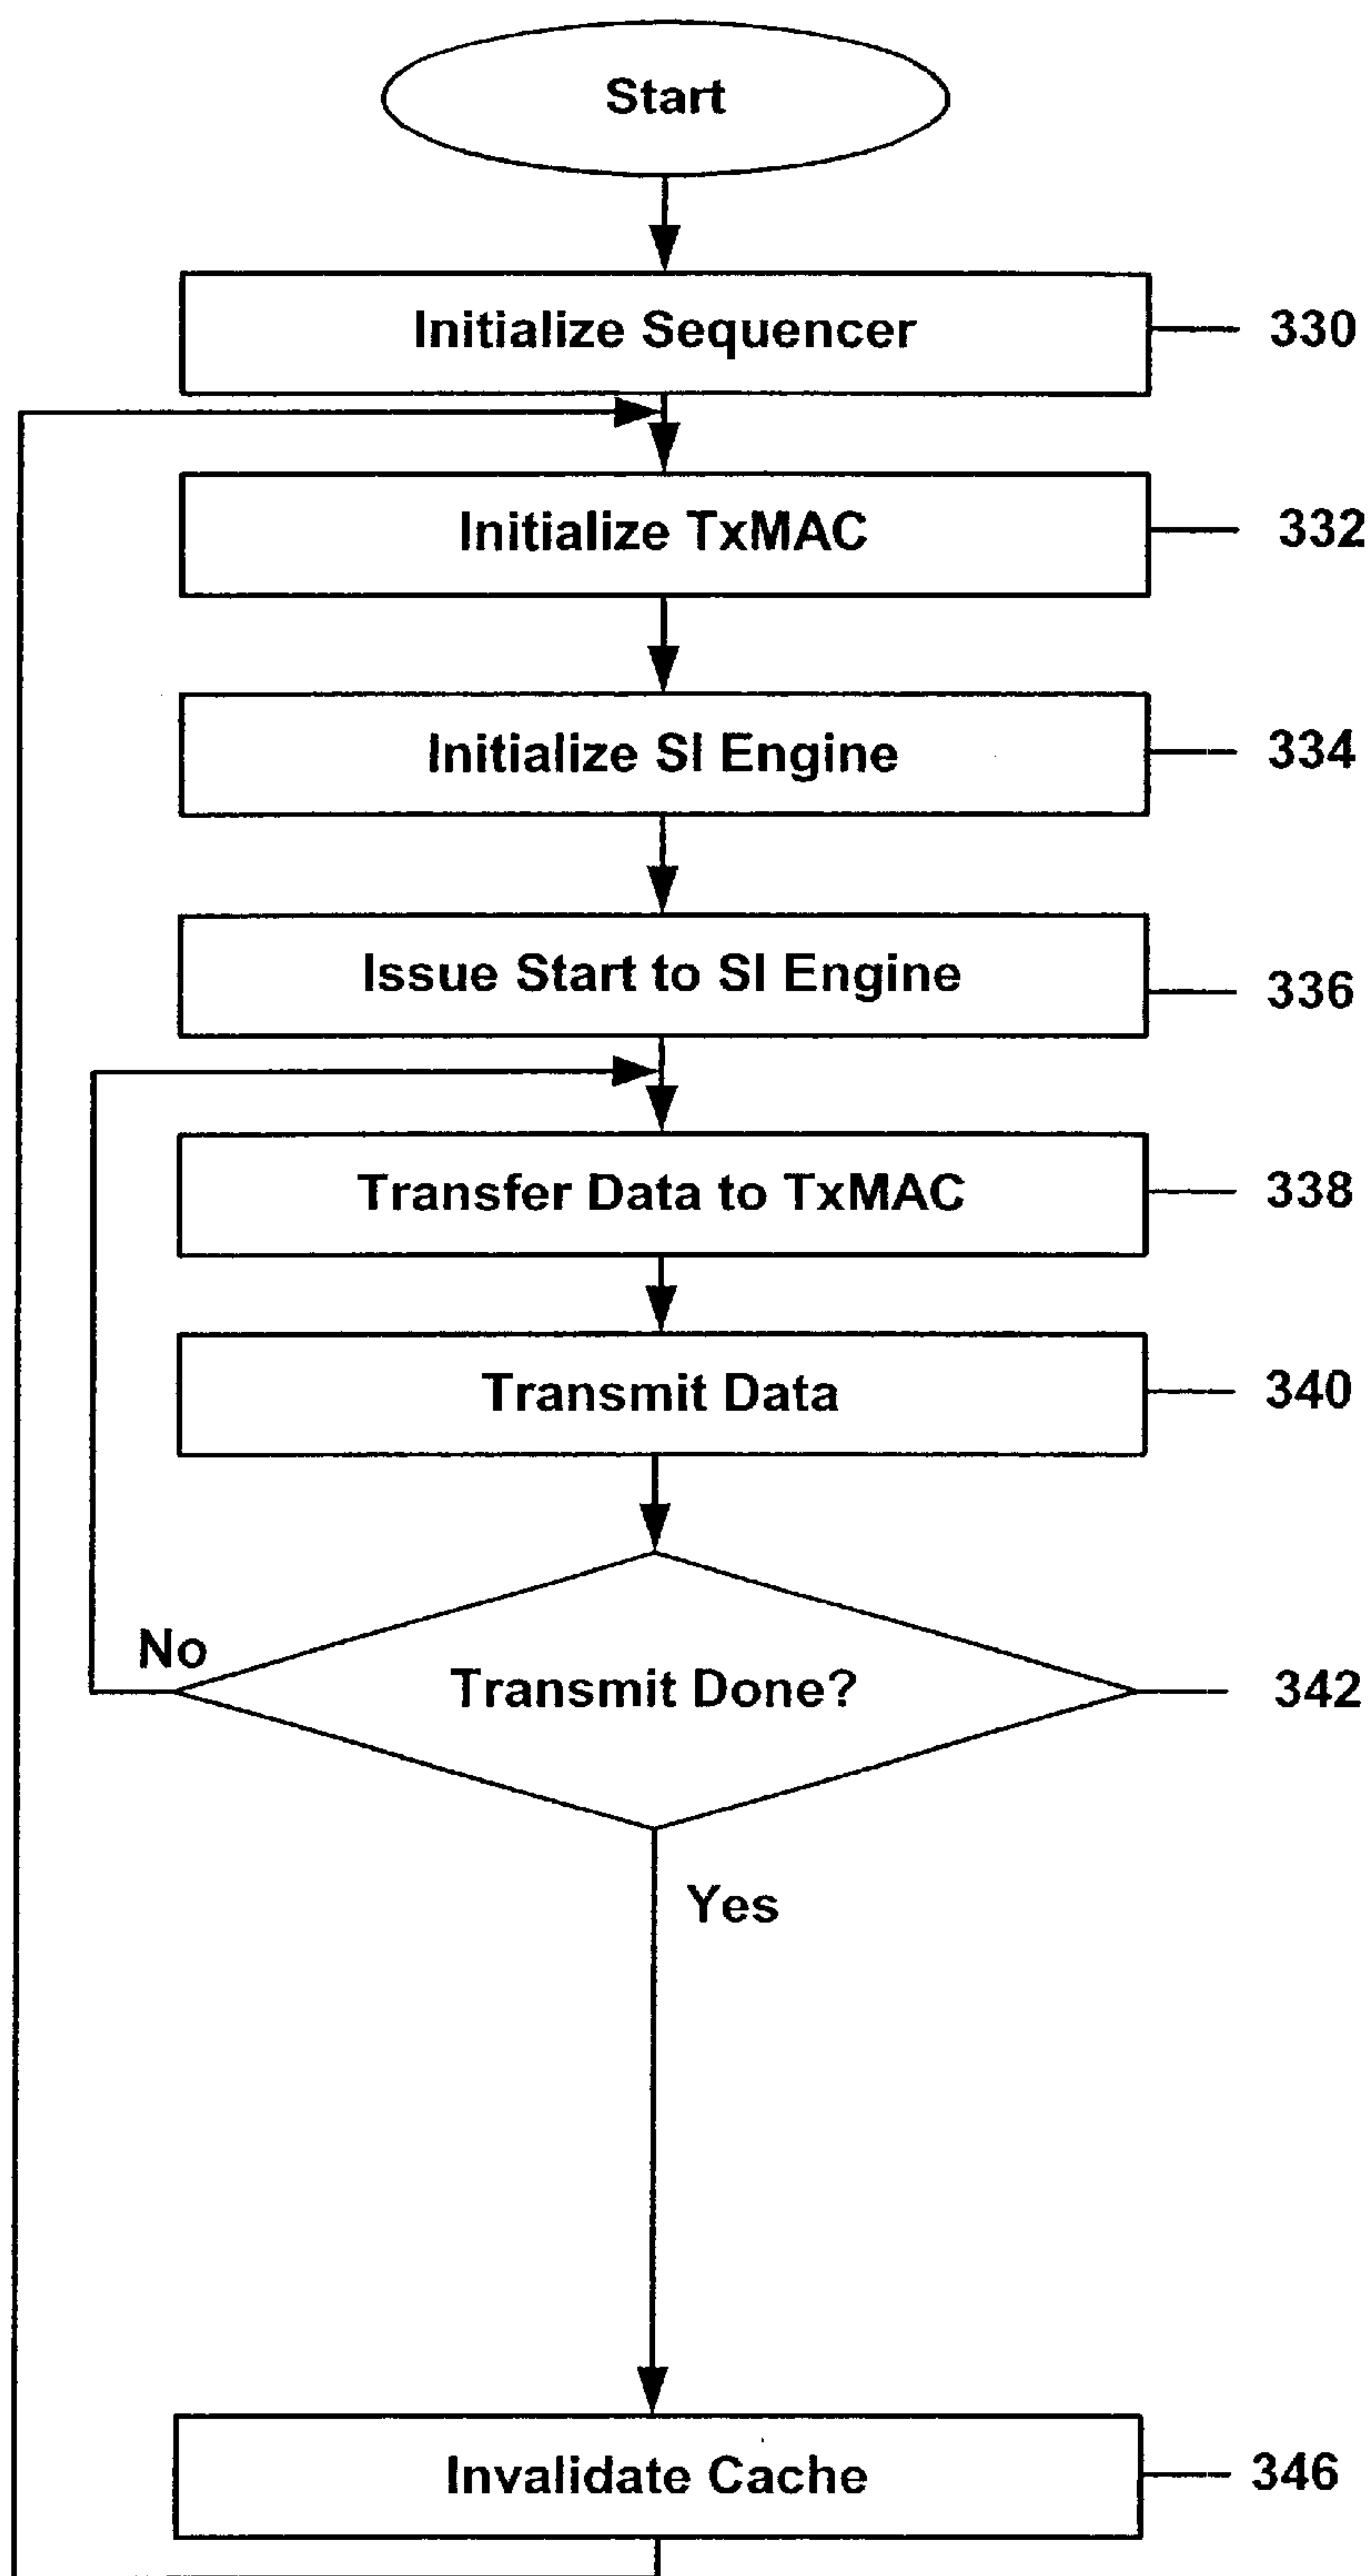 Start
Initialize Sequencer
330
Initialize TxMAC
332
Initialize SI Engine
334
Issue Start to SI Engine
336
Transfer Data to TxMAC
338
Transmit Data
340
No
Transmit Done?
342
Yes
Invalidate Cache
346